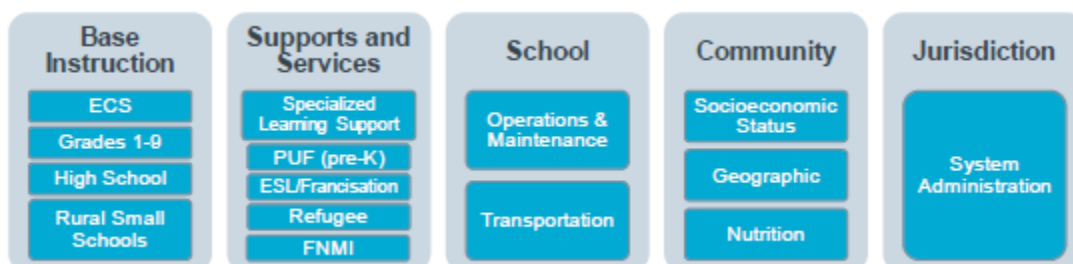 Base
Instruction
ECS
Grades 1-9
High School
Rural Small
Schools
Supports and
Services
Specialized
Learning Support
PUF (pre-K)
ESL/Francisation
Refugee
FNMI
School
Operations &
Maintenance
Transportation
Community
Socioeconomic
Status
Geographic
Nutrition
Jurisdiction
System
Administration